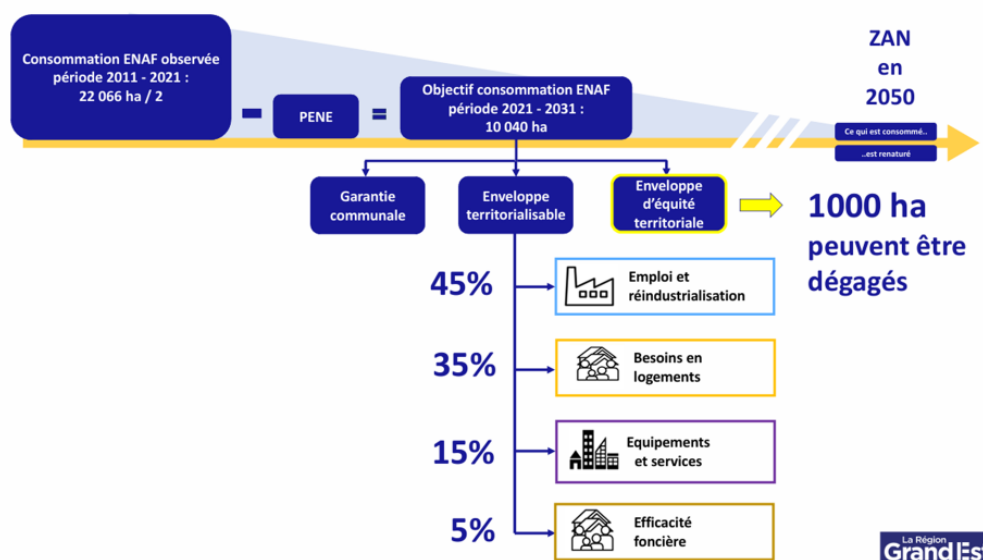 Consommation ENAF observée
période 2011 - 2021 :
22 066 ha / 2
PENE
=
Objectif consommation ENAF
période 2021 - 2031 :
10 040 ha
ZAN
en
2050
Ce qui est consommé..
..est renaturé
Garantie
communale
Enveloppe
territorialisable
Enveloppe
d'équité
territoriale
1000 ha
peuvent être
dégagés
45%
Emploi et
réindustrialisation
35%
Besoins en
logements
15%
Equipements
et services
5%
Efficacité
foncière
La Région
Grand Es